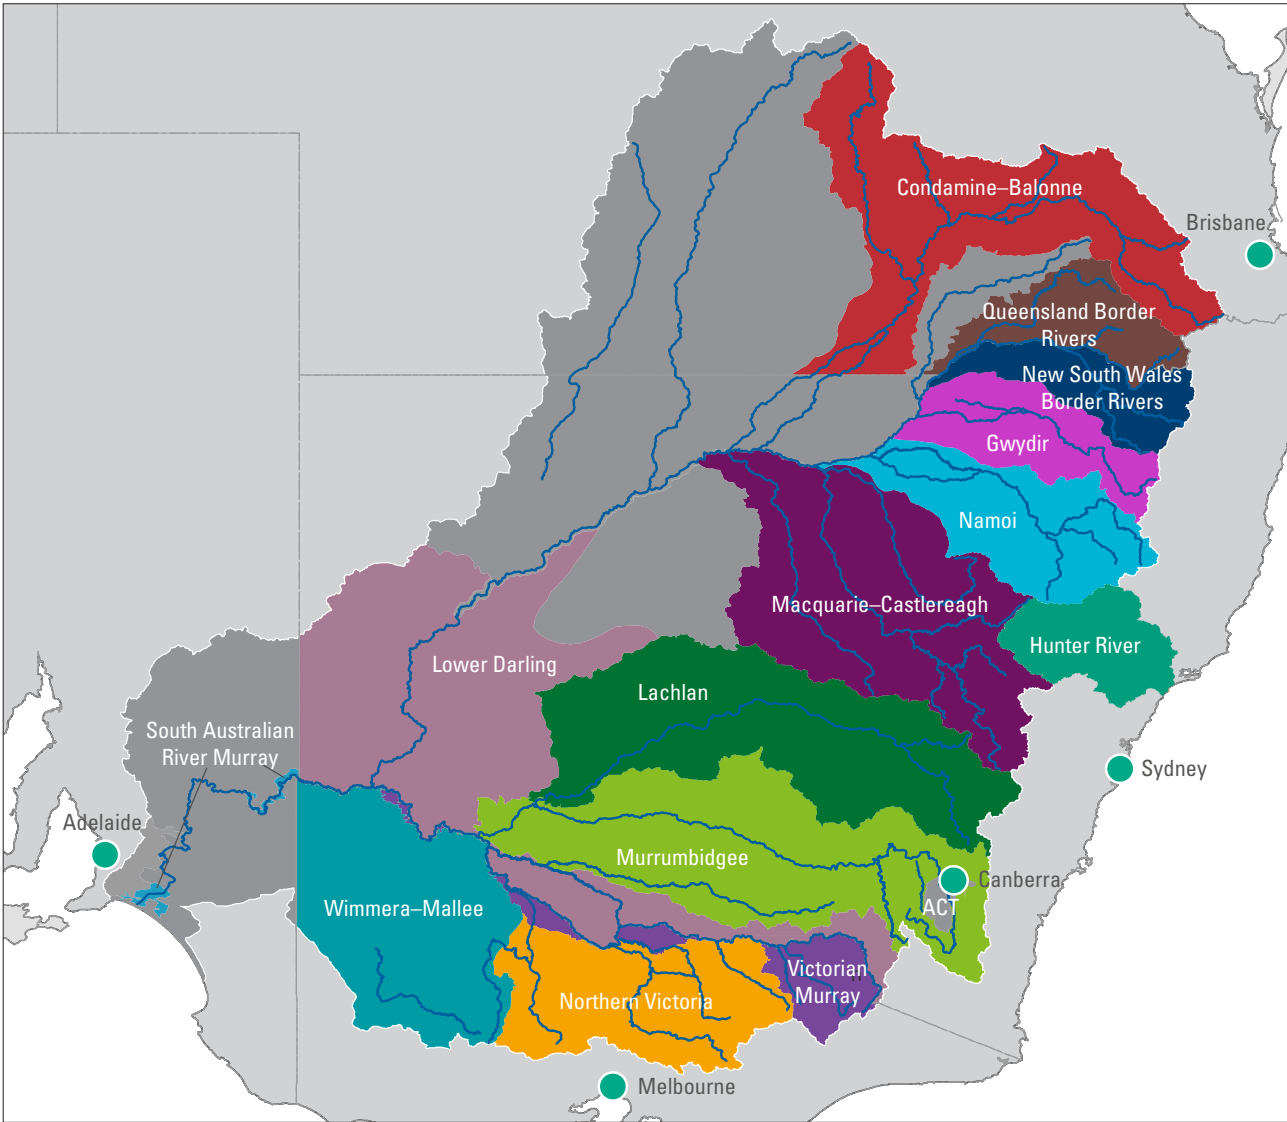 Condamine–Balonne
Brisbane
Queensland Border
Rivers
New South Wales
Border Rivers
Gwydir
Namoi
Macquarie–Castlereagh
Hunter River
Lower Darling
Lachlan
South Australian
River Murray
Sydney
Adelaide
Murrumbidgee
Canberra
ACT
Wimmera–Mallee
Victorian
Murray
Northern Victoria
Melbourne